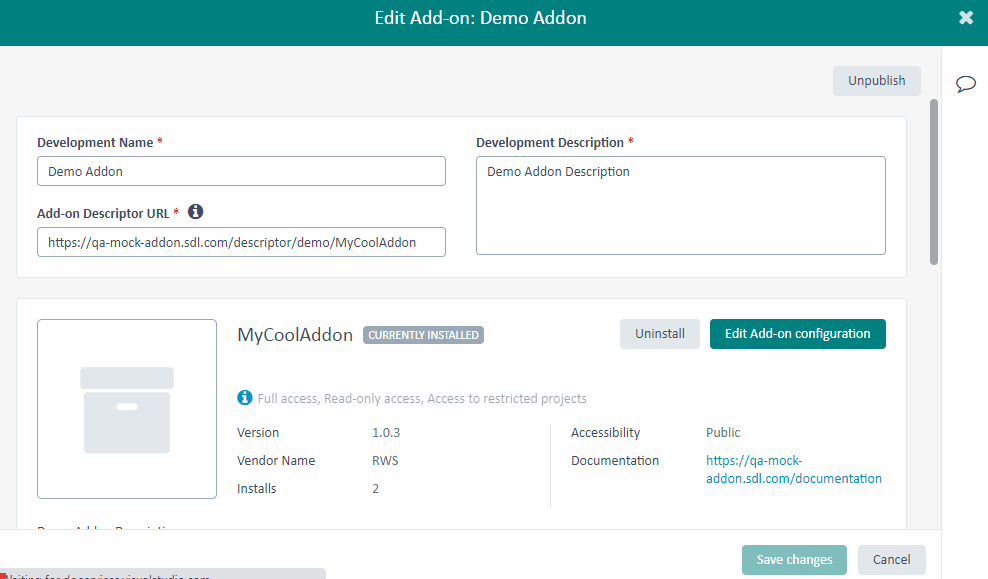 Edit Add-on: Demo Addon
Unpublish
Development Name *
Demo Addon
Add-on Descriptor URL *
https://qa-mock-addon.sdl.com/descriptor/demo/MyCoolAddon
Development Description *
Demo Addon Description
MyCoolAddon CURRENTLY INSTALLED
Uninstall
Edit Add-on configuration
Full access, Read-only access, Access to restricted projects
Version 1.0.3
Vendor Name RWS
Installs 2
Accessibility Public
Documentation https://qa-mock-
addon.sdl.com/documentation
Demo Addon Description
Save changes
Cancel